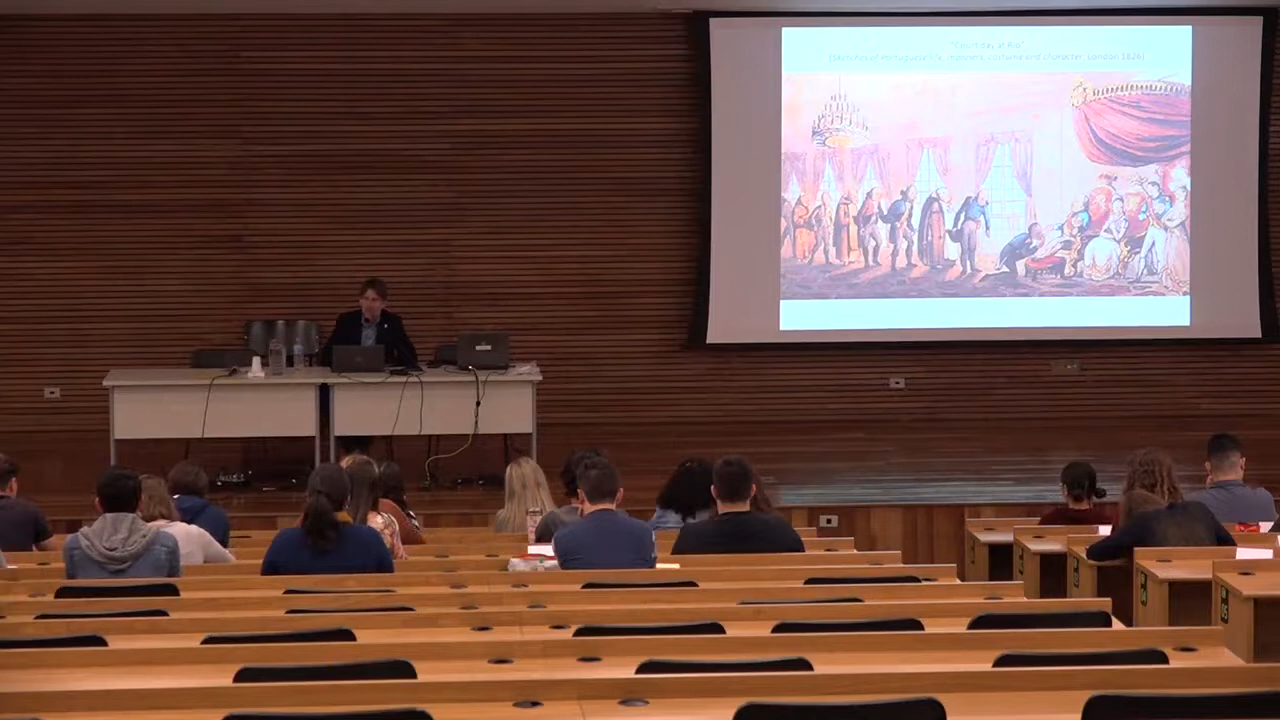 "Court day at Rio"
(Sketches of Portuguese life, manners, costume and character, London 1826)